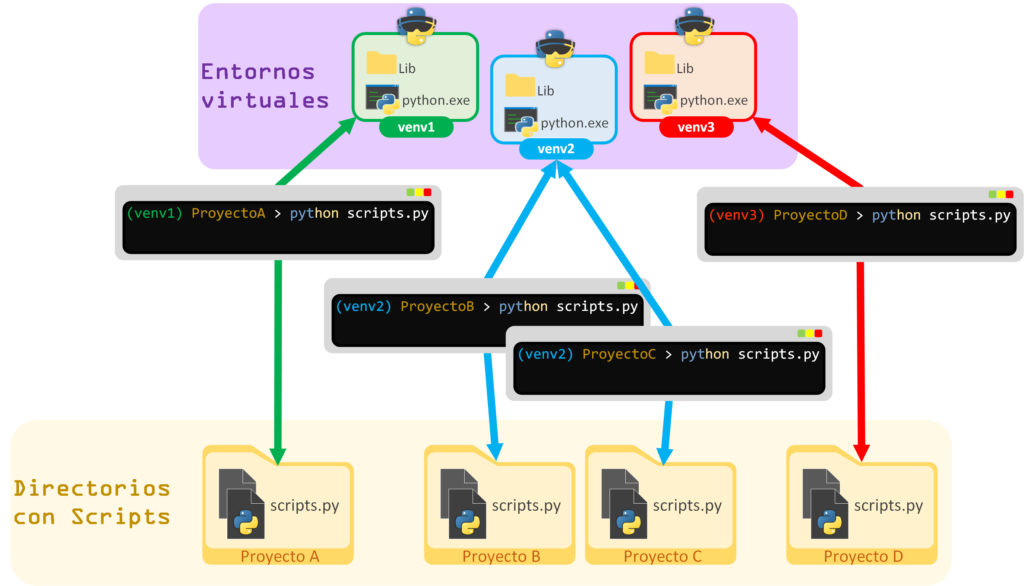 Entornos
virtuales
Lib
python.exe
venv1
Lib
python.exe
venv2
Lib
python.exe
venv3
(venv1) ProyectoA > python scripts.py
(venv3) ProyectoD > python scripts.py
(venv2) ProyectoB > python scripts.py
(venv2) ProyectoC > python scripts.py
Directorios
con Scripts
scripts.py
Proyecto A
scripts.py
Proyecto B
scripts.py
Proyecto C
scripts.py
Proyecto D